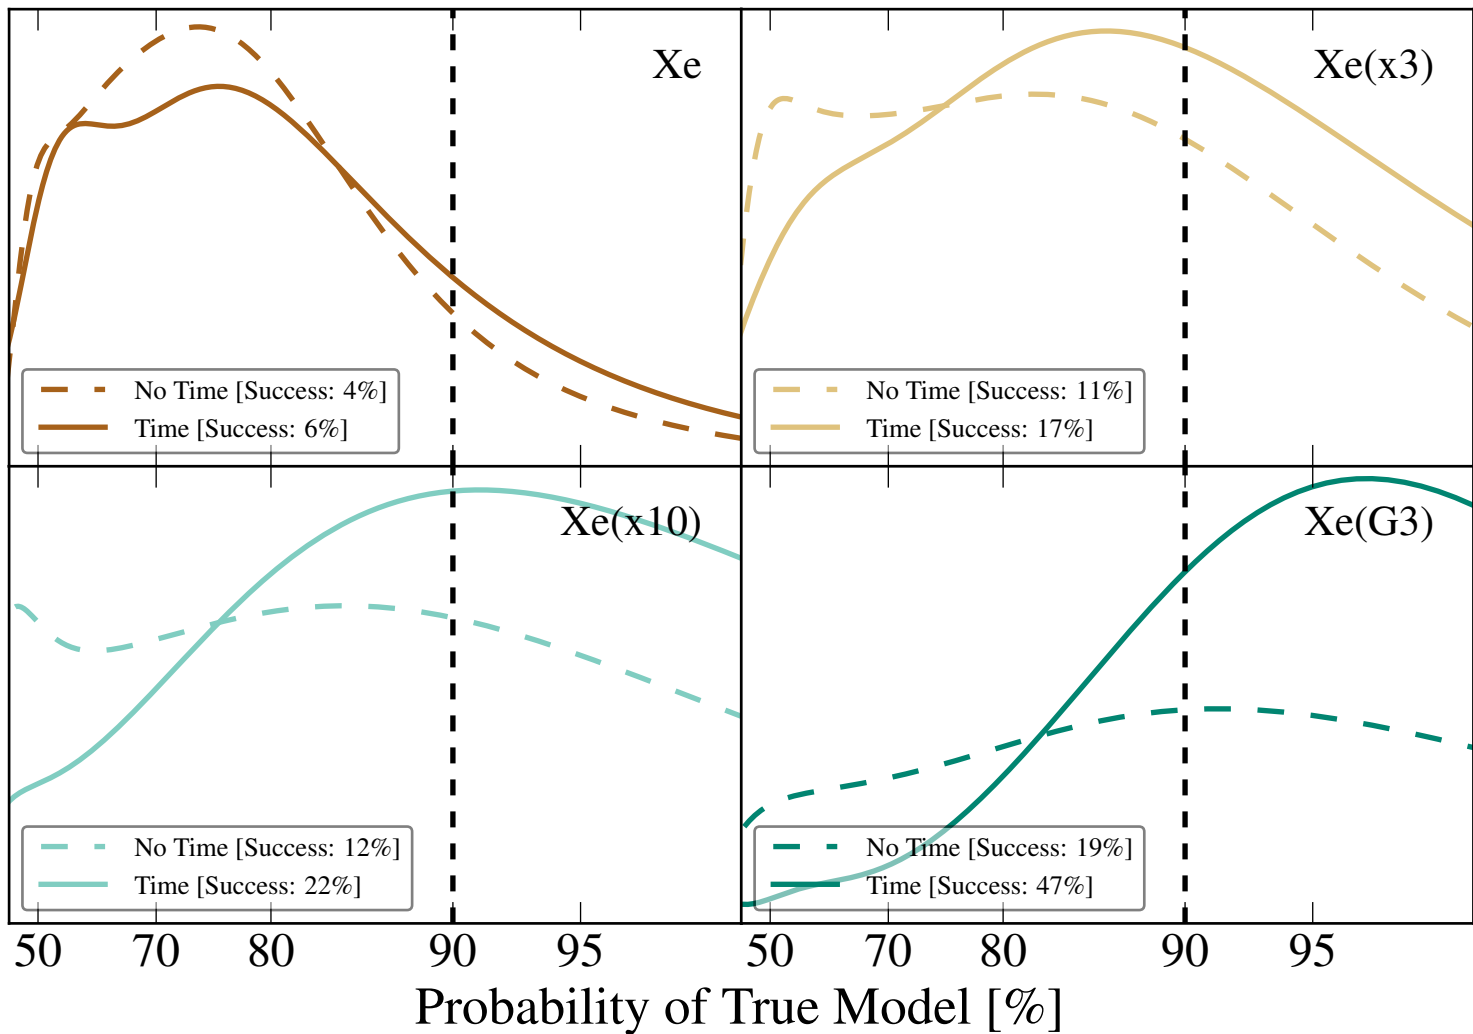 Xe
No Time [Success: 4%]
Time [Success: 6%]
Xe(x3)
No Time [Success: 11%]
Time [Success: 17%]
Xe(x10)
No Time [Success: 12%]
Time [Success: 22%]
Xe(G3)
No Time [Success: 19%]
Time [Success: 47%]
50 70 80 90 95 50 70 80 90 95
Probability of True Model [%]